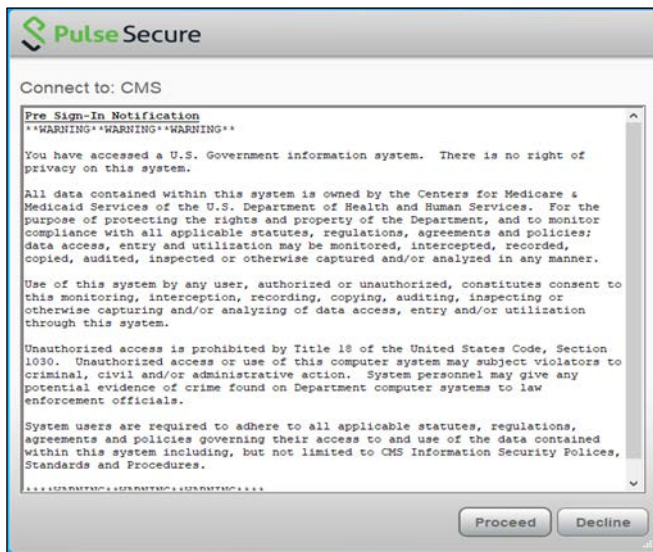 Pulse Secure
Connect to: CMS
Pre Sign-In Notification
**WARNING**WARNING**WARNING**
You have accessed a U.S. Government information system.  There is no right of
privacy on this system.
All data contained within this system is owned by the Centers for Medicare &
Medicaid Services of the U.S. Department of Health and Human Services.  For the
purpose of protecting the rights and property of the Department, and to monitor
compliance with all applicable statutes, regulations, agreements and policies;
data access, entry and utilization may be monitored, intercepted, recorded,
copied, audited, inspected or otherwise captured and/or analyzed in any manner.
Use of this system by any user, authorized or unauthorized, constitutes consent to
this monitoring, interception, recording, copying, auditing, inspecting or
otherwise capturing and/or analyzing of data access, entry and/or utilization
through this system.
Unauthorized access is prohibited by Title 18 of the United States Code, Section
1030.  Unauthorized access or use of this computer system may subject violators to
criminal, civil and/or administrative action.  System personnel may give any
potential evidence of crime found on Department computer systems to law
enforcement officials.
System users are required to adhere to all applicable statutes, regulations,
agreements and policies governing their access to and use of the data contained
within this system including, but not limited to CMS Information Security Polices,
Standards and Procedures.
****WARNING**WARNING**WARNING****
Proceed
Decline